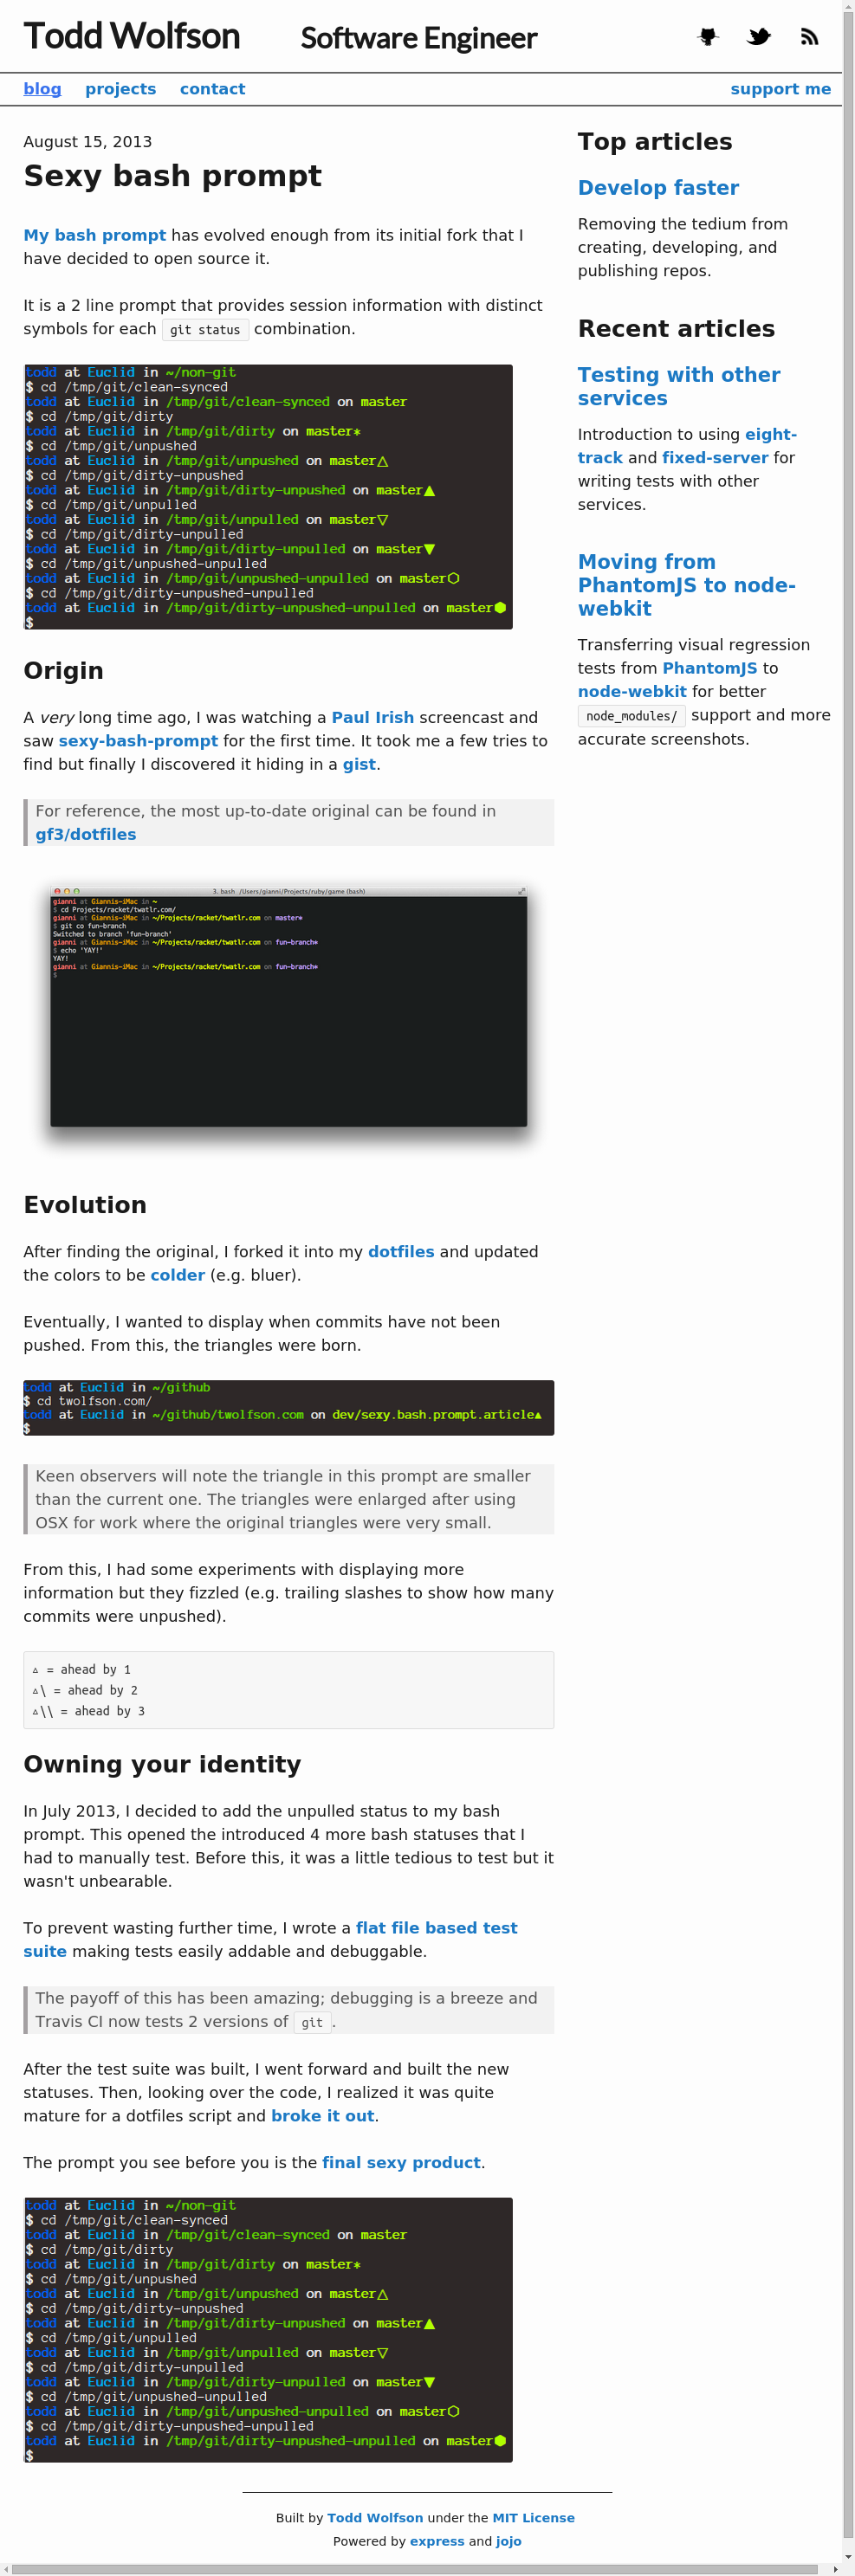 Todd Wolfson
Software Engineer
blog projects contact support me
August 15, 2013
Sexy bash prompt
My bash prompt has evolved enough from its initial fork that I
have decided to open source it.
It is a 2 line prompt that provides session information with distinct
symbols for each git status combination.
todd at Euclid in ~/non-git
$ cd /tmp/git/clean-synced
todd at Euclid in /tmp/git/clean-synced on master
$ cd /tmp/git/dirty
todd at Euclid in /tmp/git/dirty on master*
$ cd /tmp/git/unpushed
todd at Euclid in /tmp/git/unpushed on master△
$ cd /tmp/git/dirty-unpushed
todd at Euclid in /tmp/git/dirty-unpushed on master▲
$ cd /tmp/git/unpulled
todd at Euclid in /tmp/git/unpulled on master▽
$ cd /tmp/git/dirty-unpulled
todd at Euclid in /tmp/git/dirty-unpulled on master▼
$ cd /tmp/git/unpushed-unpulled
todd at Euclid in /tmp/git/unpushed-unpulled on master⬡
$ cd /tmp/git/dirty-unpushed-unpulled
todd at Euclid in /tmp/git/dirty-unpushed-unpulled on master⬢
$
Origin
A very long time ago, I was watching a Paul Irish screencast and
saw sexy-bash-prompt for the first time. It took me a few tries to
find but finally I discovered it hiding in a gist.
For reference, the most up-to-date original can be found in
gf3/dotfiles
3. bash /Users/gianni/Projects/ruby/game (bash)
gianni at Giannis-iMac in ~
$ cd Projects/racket/twatlr.com/
gianni at Giannis-iMac in ~/Projects/racket/twatlr.com on master*
$ git co fun-branch
Switched to branch 'fun-branch'
gianni at Giannis-iMac in ~/Projects/racket/twatlr.com on fun-branch*
$ echo 'YAY!'
YAY!
gianni at Giannis-iMac in ~/Projects/racket/twatlr.com on fun-branch*
$
Evolution
After finding the original, I forked it into my dotfiles and updated
the colors to be colder (e.g. bluer).
Eventually, I wanted to display when commits have not been
pushed. From this, the triangles were born.
todd at Euclid in ~/github
$ cd twolfson.com/
todd at Euclid in ~/github/twolfson.com on dev/sexy.bash.prompt.article▲
$
Keen observers will note the triangle in this prompt are smaller
than the current one. The triangles were enlarged after using
OSX for work where the original triangles were very small.
From this, I had some experiments with displaying more
information but they fizzled (e.g. trailing slashes to show how many
commits were unpushed).
▵ = ahead by 1
▵\ = ahead by 2
▵\\ = ahead by 3
Owning your identity
In July 2013, I decided to add the unpulled status to my bash
prompt. This opened the introduced 4 more bash statuses that I
had to manually test. Before this, it was a little tedious to test but it
wasn't unbearable.
To prevent wasting further time, I wrote a flat file based test
suite making tests easily addable and debuggable.
The payoff of this has been amazing; debugging is a breeze and
Travis CI now tests 2 versions of git.
After the test suite was built, I went forward and built the new
statuses. Then, looking over the code, I realized it was quite
mature for a dotfiles script and broke it out.
The prompt you see before you is the final sexy product.
todd at Euclid in ~/non-git
$ cd /tmp/git/clean-synced
todd at Euclid in /tmp/git/clean-synced on master
$ cd /tmp/git/dirty
todd at Euclid in /tmp/git/dirty on master*
$ cd /tmp/git/unpushed
todd at Euclid in /tmp/git/unpushed on master△
$ cd /tmp/git/dirty-unpushed
todd at Euclid in /tmp/git/dirty-unpushed on master▲
$ cd /tmp/git/unpulled
todd at Euclid in /tmp/git/unpulled on master▽
$ cd /tmp/git/dirty-unpulled
todd at Euclid in /tmp/git/dirty-unpulled on master▼
$ cd /tmp/git/unpushed-unpulled
todd at Euclid in /tmp/git/unpushed-unpulled on master⬡
$ cd /tmp/git/dirty-unpushed-unpulled
todd at Euclid in /tmp/git/dirty-unpushed-unpulled on master⬢
$
Top articles
Develop faster
Removing the tedium from
creating, developing, and
publishing repos.
Recent articles
Testing with other
services
Introduction to using eight-
track and fixed-server for
writing tests with other
services.
Moving from
PhantomJS to node-
webkit
Transferring visual regression
tests from PhantomJS to
node-webkit for better
node_modules/ support and more
accurate screenshots.
Built by Todd Wolfson under the MIT License
Powered by express and jojo